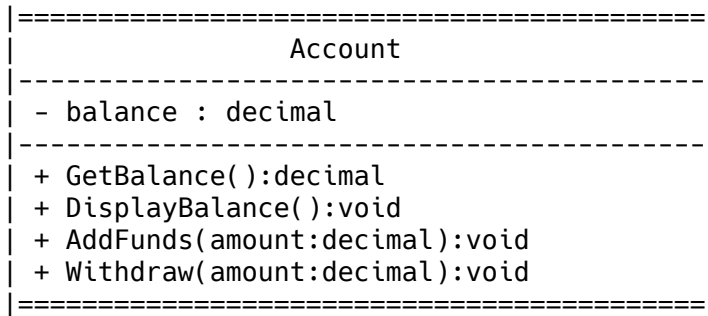 |===========================================
| Account
|-------------------------------------------
| - balance : decimal
|-------------------------------------------
| + GetBalance():decimal
| + DisplayBalance():void
| + AddFunds(amount:decimal):void
| + Withdraw(amount:decimal):void
|===========================================